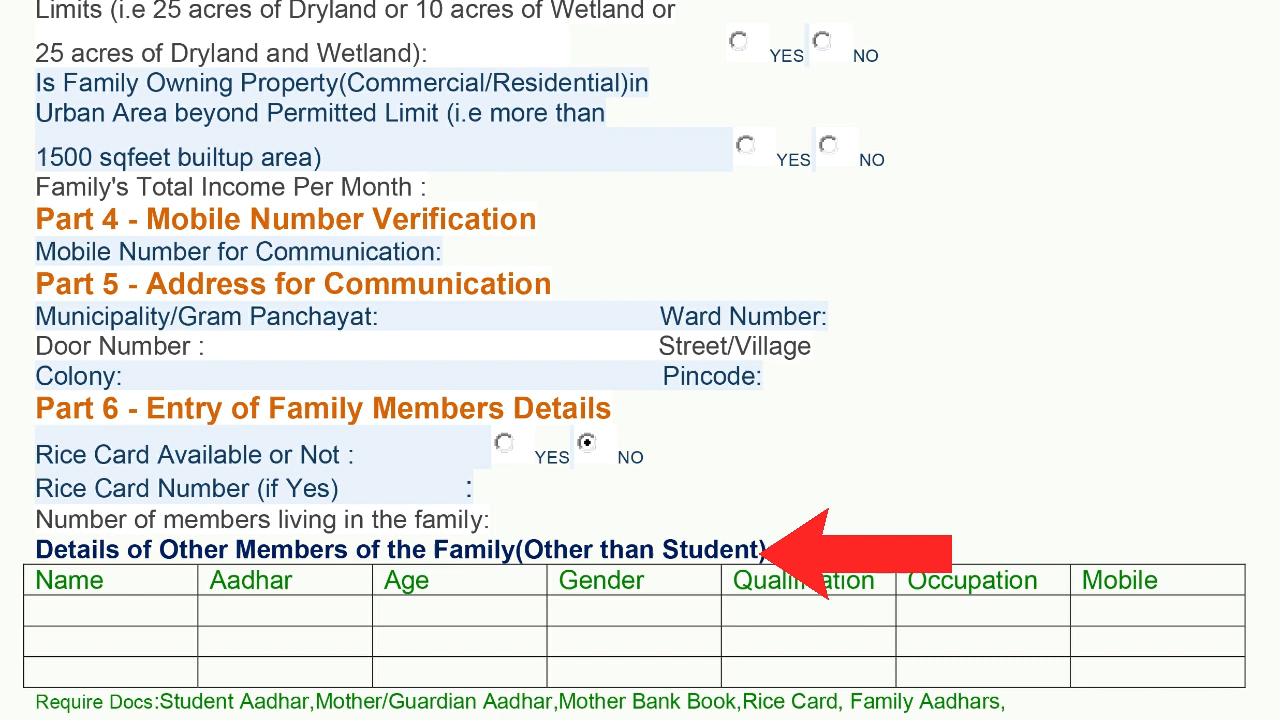 Limits (i.e 25 acres of Dryland or 10 acres of Wetland or
25 acres of Dryland and Wetland): YES NO
Is Family Owning Property(Commercial/Residential)in
Urban Area beyond Permitted Limit (i.e more than
1500 sqfeet builtup area) YES NO
Family's Total Income Per Month :
Part 4 - Mobile Number Verification
Mobile Number for Communication:
Part 5 - Address for Communication
Municipality/Gram Panchayat: Ward Number:
Door Number : Street/Village
Colony: Pincode:
Part 6 - Entry of Family Members Details
Rice Card Available or Not : YES NO
Rice Card Number (if Yes) :
Number of members living in the family:
Details of Other Members of the Family(Other than Student)
Name Aadhar Age Gender Qualification Occupation Mobile
Require Docs:Student Aadhar,Mother/Guardian Aadhar,Mother Bank Book,Rice Card, Family Aadhars,